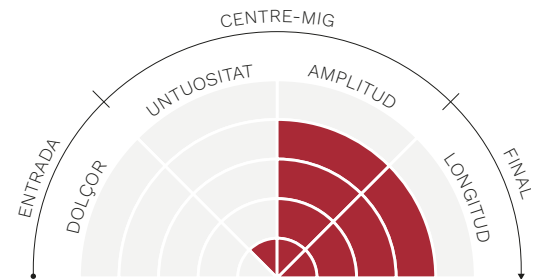 CENTRE-MIG
UNTUOSITAT
AMPLITUD
ENTRADA
DOLÇOR
LONGITUD
FINAL